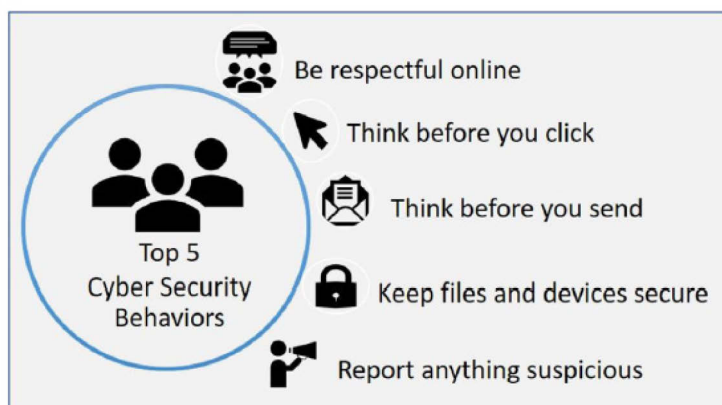 Be respectful online
Think before you click
Think before you send
Top 5
Cyber Security
Behaviors
Keep files and devices secure
Report anything suspicious